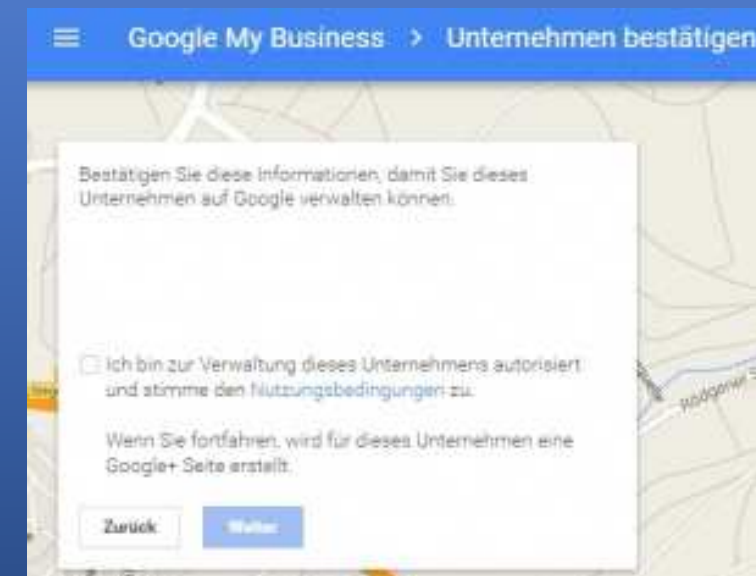 Google My Business > Unternehmen bestätigen
Bestätigen Sie diese Informationen, damit Sie dieses
Unternehmen auf Google verwalten können.
Ich bin zur Verwaltung dieses Unternehmens autorisiert
und stimme den Nutzungsbedingungen zu.
Wenn Sie fortfahren, wird für dieses Unternehmen eine
Google+ Seite erstellt.
Zurück
Weiter